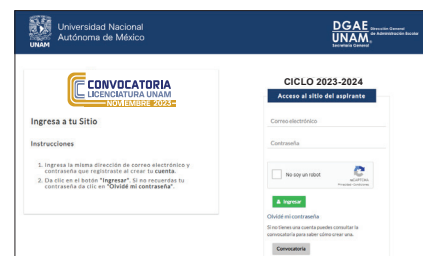 Universidad Nacional
Autónoma de México
UNAM
DGAE Dirección General
de Administración Escolar
UNAM
Secretaría General
CONVOCATORIA
LICENCIATURA UNAM
NOVIEMBRE 2023
Ingresa a tu Sitio
Instrucciones
1. Ingresa la misma dirección de correo electrónico y
contraseña que registraste al crear tu cuenta.
2. Da clic en el botón "Ingresar". Si no recuerdas tu
contraseña da clic en "Olvidé mi contraseña".
CICLO 2023-2024
Acceso al sitio del aspirante
Correo electrónico
Contraseña
No soy un robot
reCAPTCHA
Privacidad - Condiciones
Ingresar
Olvidé mi contraseña
Si no tienes una cuenta puedes consultar la
convocatoria para saber cómo crear una.
Convocatoria